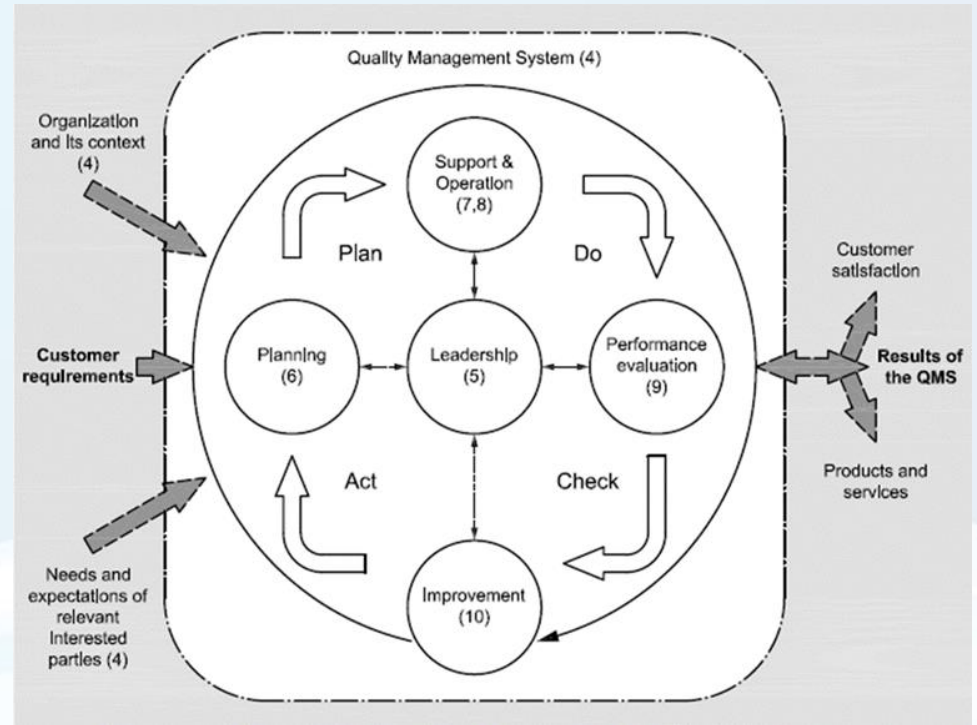 Quality Management System (4)
Organization
and its context
(4)
Support &
Operation
(7,8)
Plan
Do
Customer
satisfaction
Customer
requirements
Planning
(6)
Leadership
(5)
Performance
evaluation
(9)
Results of
the QMS
Act
Check
Products and
services
Needs and
expectations of
relevant
Interested
parties (4)
Improvement
(10)